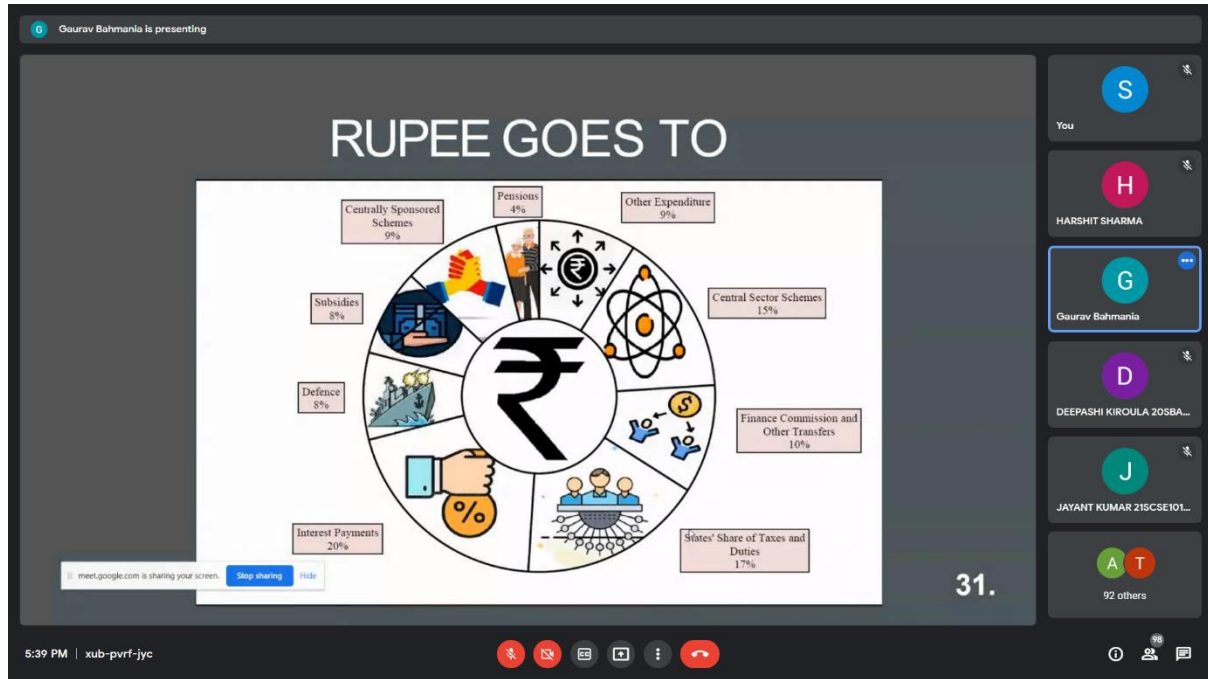 G Gaurav Bahmania is presenting
RUPEE GOES TO
Pensions
4%
Other Expenditure
9%
Centrally Sponsored
Schemes
9%
Central Sector Schemes
15%
Subsidies
8%
Defence
8%
Finance Commission and
Other Transfers
10%
Interest Payments
20%
States' Share of Taxes and
Duties
17%
%
$
₹
₹
meet.google.com is sharing your screen. Stop sharing Hide
31.
S
You
H
HARSHIT SHARMA
G
Gaurav Bahmania
D
DEEPASHI KIROULA 20SBA...
J
JAYANT KUMAR 21SCSE101...
A T
92 others
5:39 PM | xub-pvrf-jyc
CC
98